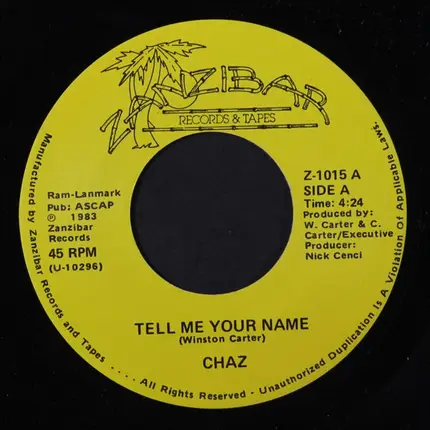 ZANZIBAR
RECORDS & TAPES
Ram-Lanmark
Pub: ASCAP
℗ 1983
Zanzibar
Records
45 RPM
(U-10296)
Z-1015 A
SIDE A
Time: 4:24
Produced by:
W. Carter & C.
Carter/Executive
Producer:
Nick Cenci
TELL ME YOUR NAME
(Winston Carter)
CHAZ
Manufactured by Zanzibar Records and Tapes .... All Rights Reserved - Unauthorized Duplication Is A Violation Of Applicable Laws.